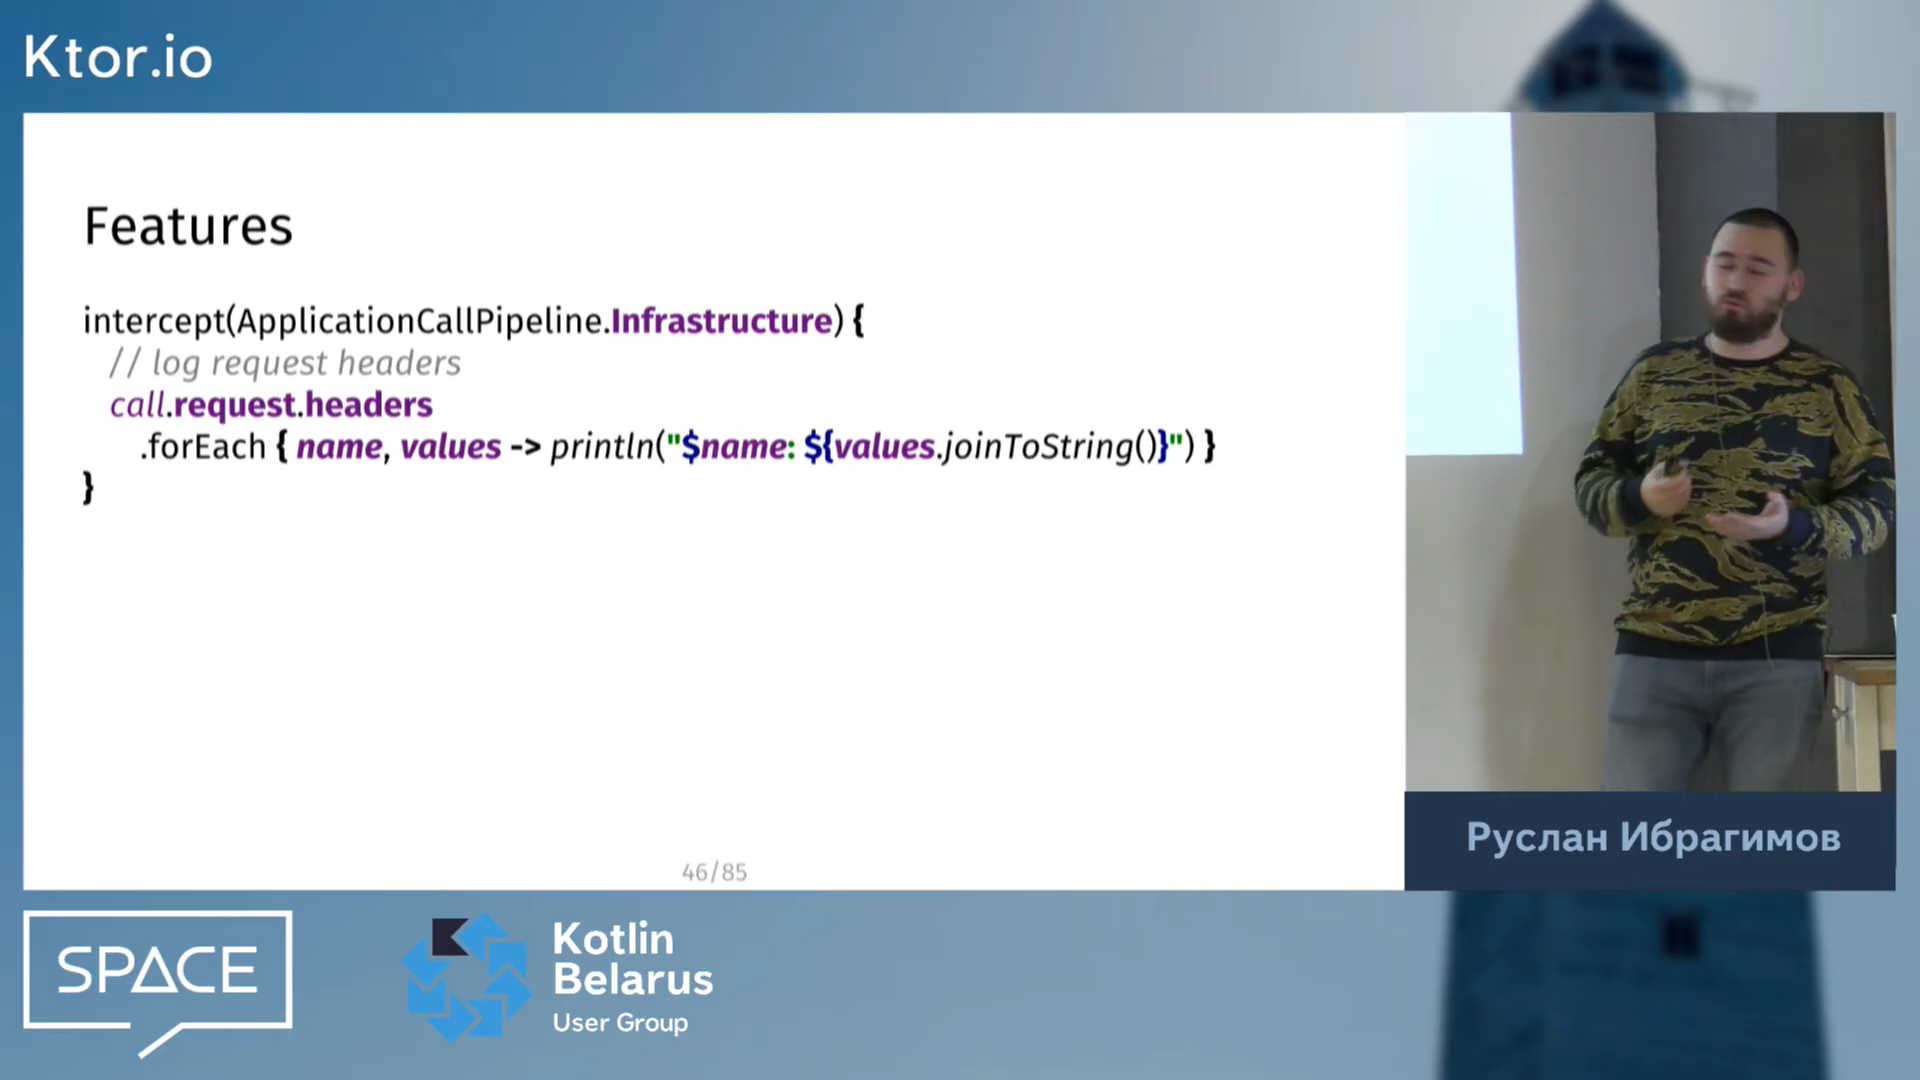 Ktor.io
Features
intercept(ApplicationCallPipeline.Infrastructure) {
// log request headers
call.request.headers
.forEach { name, values -> println("$name: ${values.joinToString()}") }
}
46/85
Руслан Ибрагимов
SPACE
Kotlin
Belarus
User Group